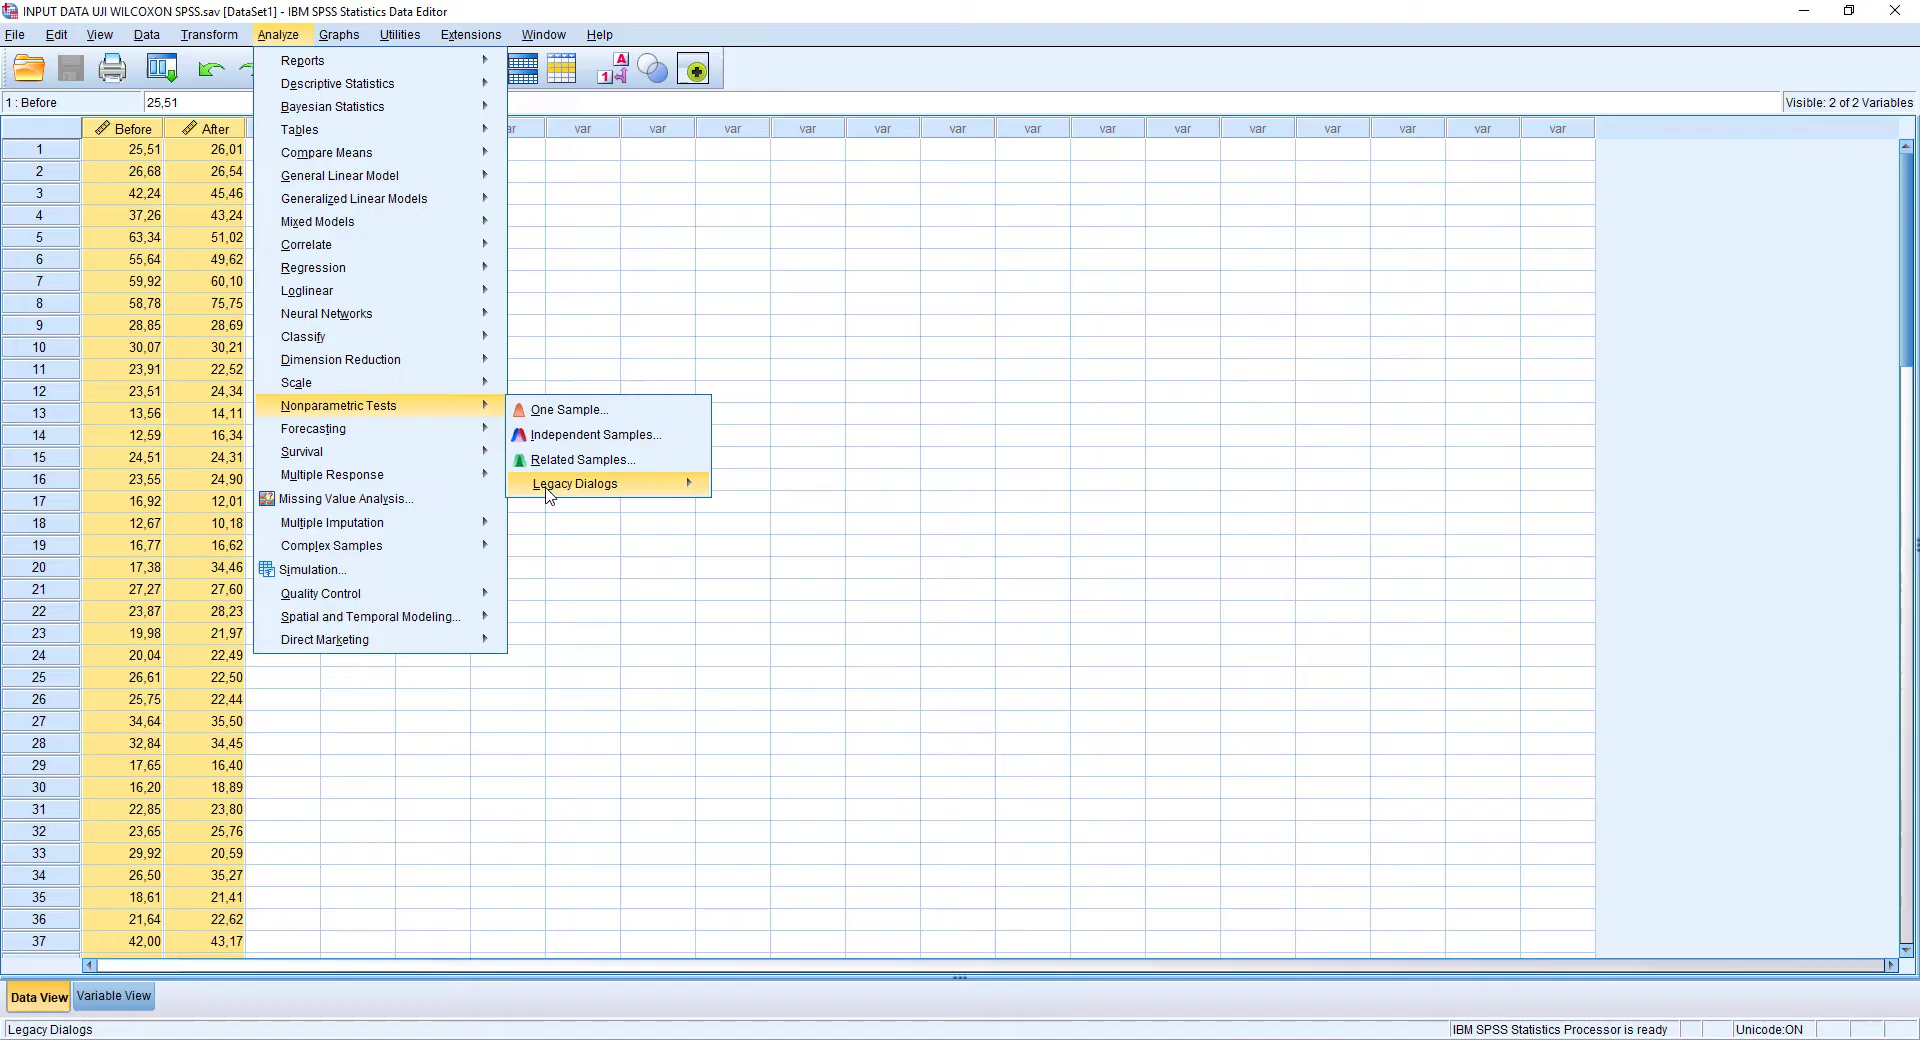 INPUT DATA UJI WILCOXON SPSS.sav [DataSet1] - IBM SPSS Statistics Data Editor
File Edit View Data Transform Analyze Graphs Utilities Extensions Window Help
1 : Before 25,51 Visible: 2 of 2 Variables
Before After var var var var var var var var var var var var var var
1 25,51 26,01
2 26,68 26,54
3 42,24 45,46
4 37,26 43,24
5 63,34 51,02
6 55,64 49,62
7 59,92 60,10
8 58,78 75,75
9 28,85 28,69
10 30,07 30,21
11 23,91 22,52
12 23,51 24,34
13 13,56 14,11
14 12,59 16,34
15 24,51 24,31
16 23,55 24,90
17 16,92 12,01
18 12,67 10,18
19 16,77 16,62
20 17,38 34,46
21 27,27 27,60
22 23,87 28,23
23 19,98 21,97
24 20,04 22,49
25 26,61 22,50
26 25,75 22,44
27 34,64 35,50
28 32,84 34,45
29 17,65 16,40
30 16,20 18,89
31 22,85 23,80
32 23,65 25,76
33 29,92 20,59
34 26,50 35,27
35 18,61 21,41
36 21,64 22,62
37 42,00 43,17
Reports
Descriptive Statistics
Bayesian Statistics
Tables
Compare Means
General Linear Model
Generalized Linear Models
Mixed Models
Correlate
Regression
Loglinear
Neural Networks
Classify
Dimension Reduction
Scale
Nonparametric Tests
Forecasting
Survival
Multiple Response
Missing Value Analysis...
Multiple Imputation
Complex Samples
Simulation...
Quality Control
Spatial and Temporal Modeling...
Direct Marketing
One Sample...
Independent Samples...
Related Samples...
Legacy Dialogs
Data View Variable View
Legacy Dialogs IBM SPSS Statistics Processor is ready Unicode:ON